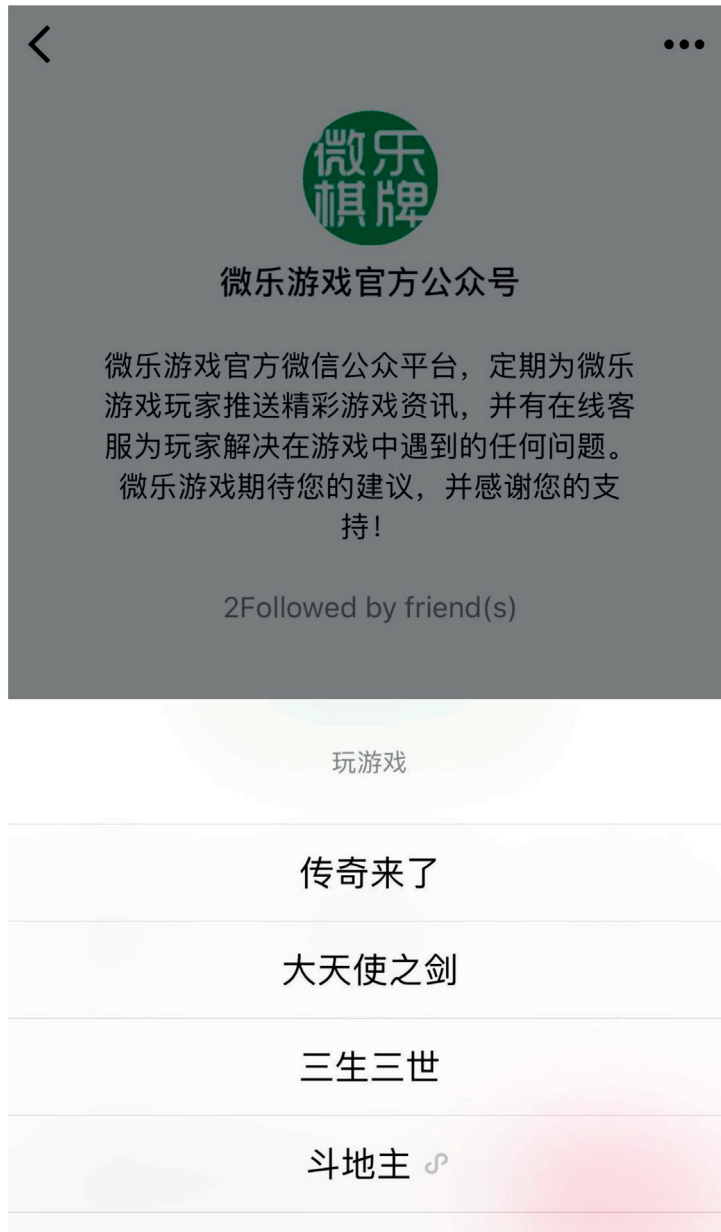 微乐
棋牌
微乐游戏官方公众号
微乐游戏官方微信公众平台，定期为微乐
游戏玩家推送精彩游戏资讯，并有在线客
服为玩家解决在游戏中遇到的任何问题。
微乐游戏期待您的建议，并感谢您的支
持！
2Followed by friend(s)
玩游戏
传奇来了
大天使之剑
三生三世
斗地主